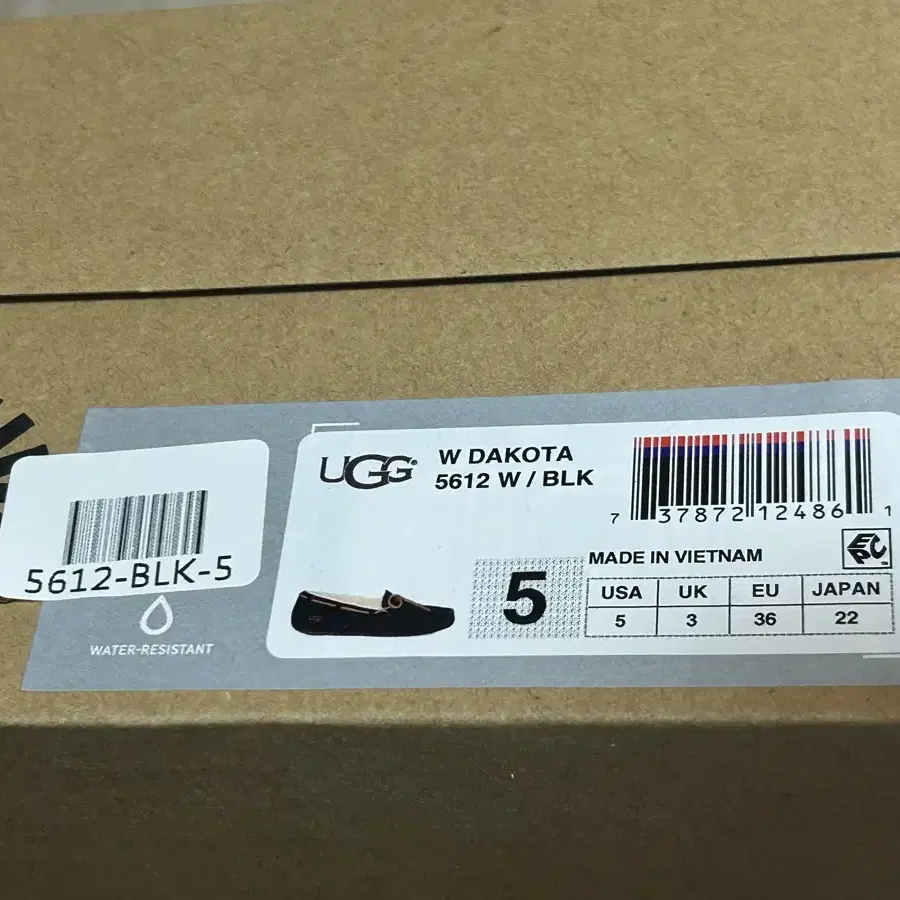 UGG®
W DAKOTA
5612 W / BLK
7 37872 12486 1
5612-BLK-5
WATER-RESISTANT
5
MADE IN VIETNAM
EPC
USA UK EU JAPAN
5 3 36 22